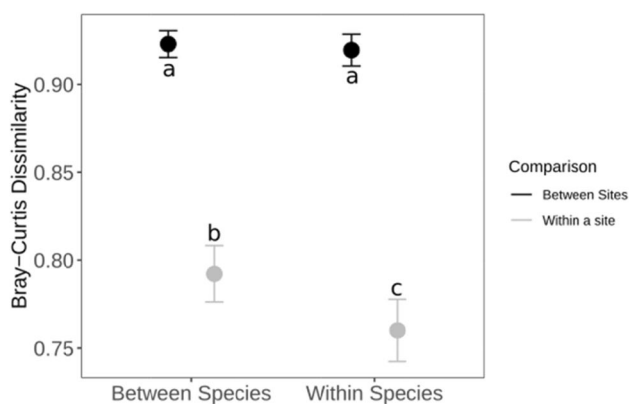 Bray−Curtis Dissimilarity
0.90
0.85
0.80
0.75
a
a
b
c
Between Species
Within Species
Comparison
Between Sites
Within a site